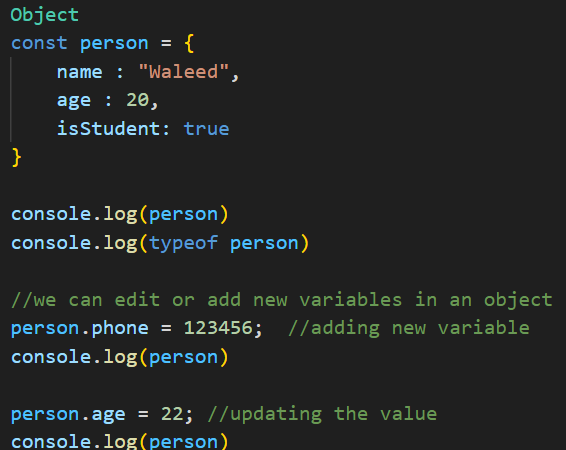 Object
const person = {
name : "Waleed",
age : 20,
isStudent: true
}
console.log(person)
console.log(typeof person)
//we can edit or add new variables in an object
person.phone = 123456;  //adding new variable
console.log(person)
person.age = 22; //updating the value
console.log(person)